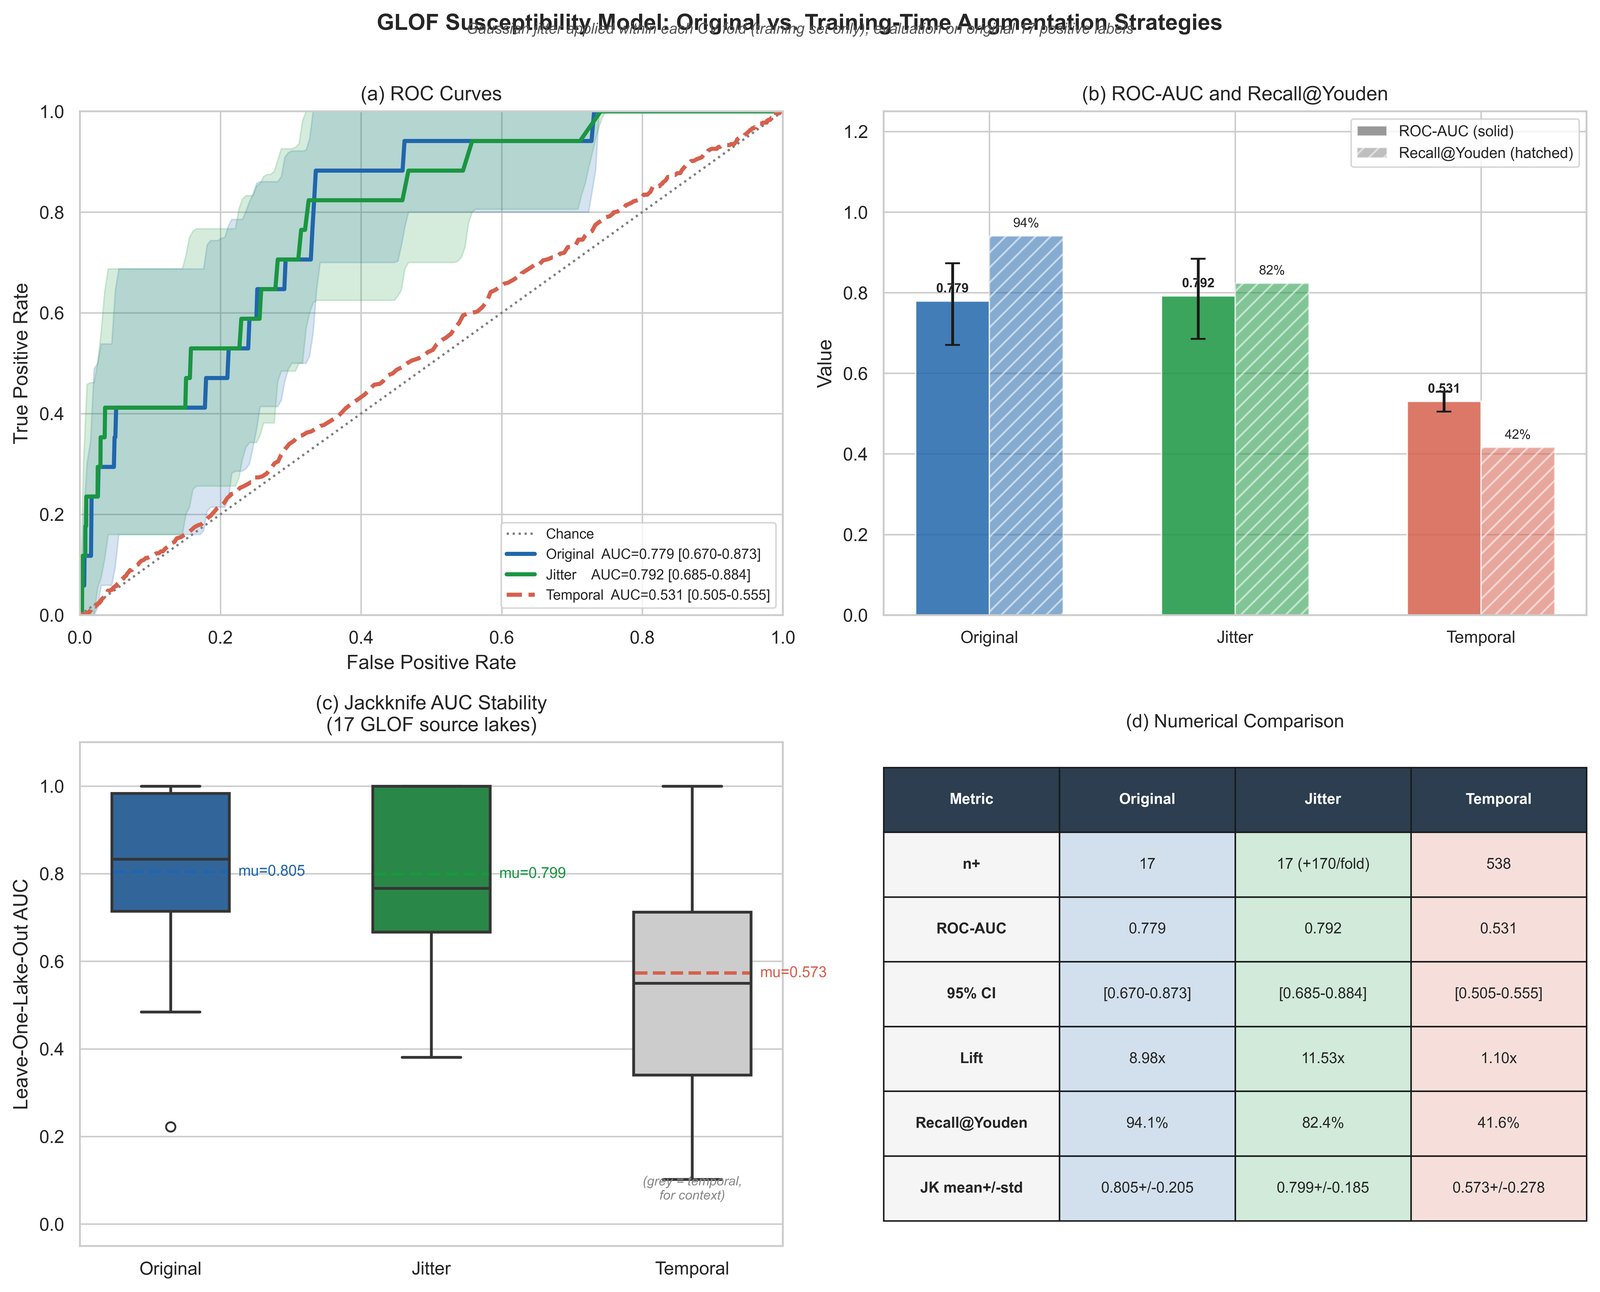 GLOF Susceptibility Model: Original vs. Training-Time Augmentation Strategies
Gaussian jitter applied within each CV fold (training set only); evaluation on original 17 positive labels
(a) ROC Curves
1.0
0.8
0.6
0.4
0.2
0.0
True Positive Rate
0.0 0.2 0.4 0.6 0.8 1.0
False Positive Rate
Chance
Original AUC=0.779 [0.670-0.873]
Jitter AUC=0.792 [0.685-0.884]
Temporal AUC=0.531 [0.505-0.555]
(b) ROC-AUC and Recall@Youden
1.2
1.0
0.8
0.6
0.4
0.2
0.0
Value
ROC-AUC (solid)
Recall@Youden (hatched)
0.779
94%
0.792
82%
0.531
42%
Original Jitter Temporal
(c) Jackknife AUC Stability
(17 GLOF source lakes)
1.0
0.8
0.6
0.4
0.2
0.0
Leave-One-Lake-Out AUC
mu=0.805
mu=0.799
mu=0.573
(grey = temporal,
for context)
Original Jitter Temporal
(d) Numerical Comparison
Metric Original Jitter Temporal
n+ 17 17 (+170/fold) 538
ROC-AUC 0.779 0.792 0.531
95% CI [0.670-0.873] [0.685-0.884] [0.505-0.555]
Lift 8.98x 11.53x 1.10x
Recall@Youden 94.1% 82.4% 41.6%
JK mean+/-std 0.805+/-0.205 0.799+/-0.185 0.573+/-0.278